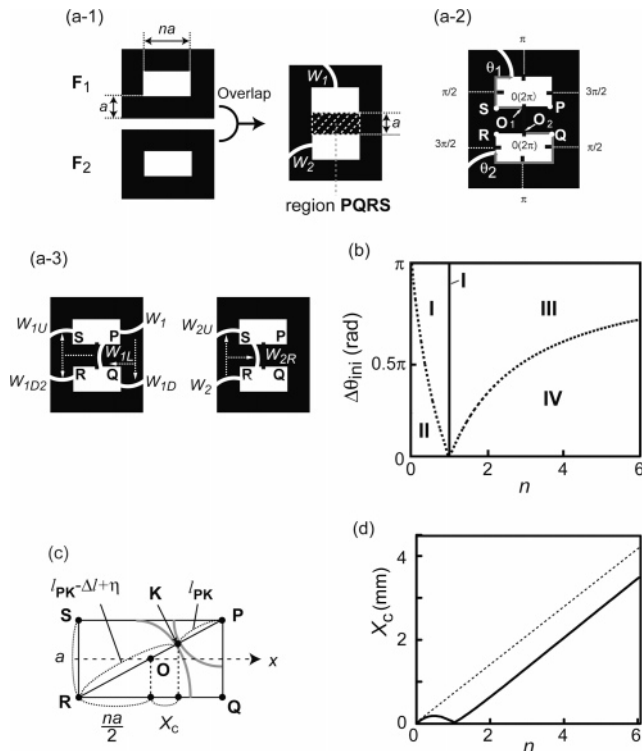 (a-1)
na
F1
a
Overlap
F2
W1
W2
a
region PQRS
(a-2)
π
θ1
π/2
0(2π)
3π/2
S
P
O1
O2
R
Q
3π/2
0(2π)
π/2
θ2
π
(a-3)
W1U
S
P
W1
W1L
R
Q
W1D2
W1D
W2U
S
P
W2R
W2
R
Q
(b)
π
I
I
III
Δθini (rad)
0.5π
IV
II
0
0
2
4
6
n
(c)
lPK-Δl+η
K
lPK
S
P
a
O
x
R
Q
na/2
Xc
(d)
4
Xc (mm)
2
0
0
2
4
6
n